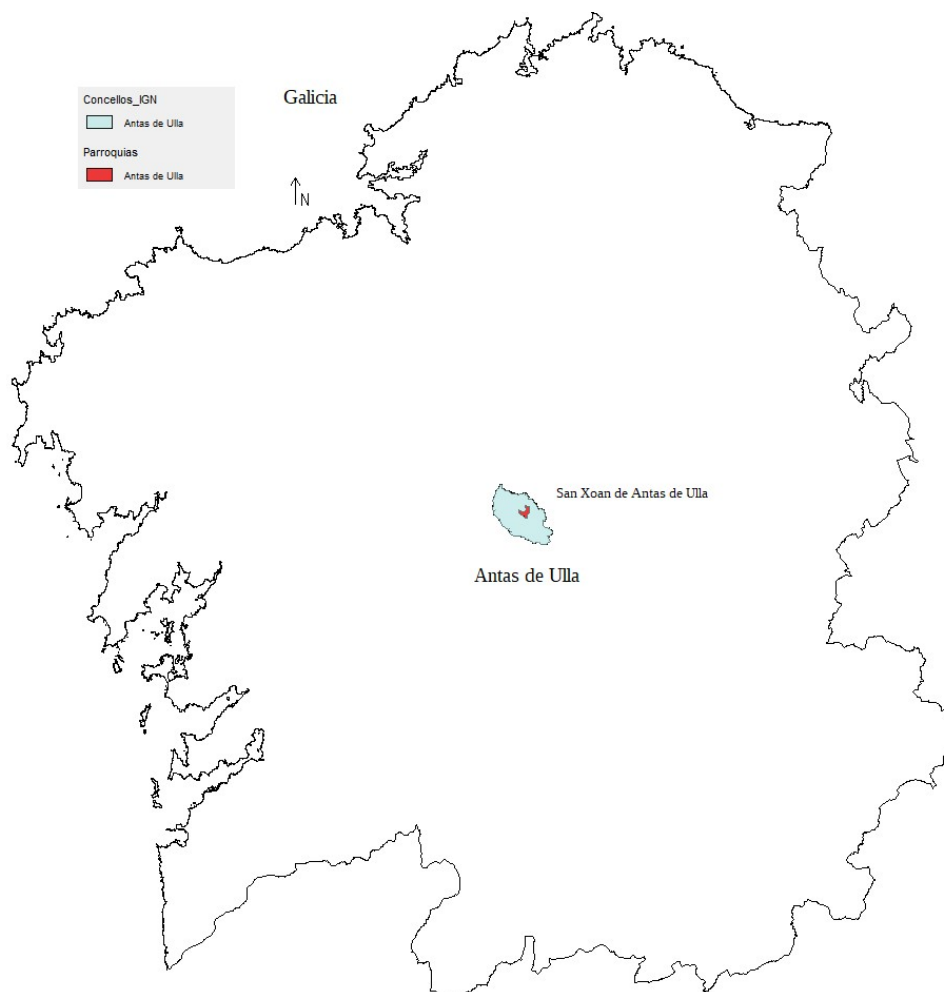 Galicia
Concellos_IGN
Antas de Ulla
Parroquias
Antas de Ulla
N
San Xoan de Antas de Ulla
Antas de Ulla